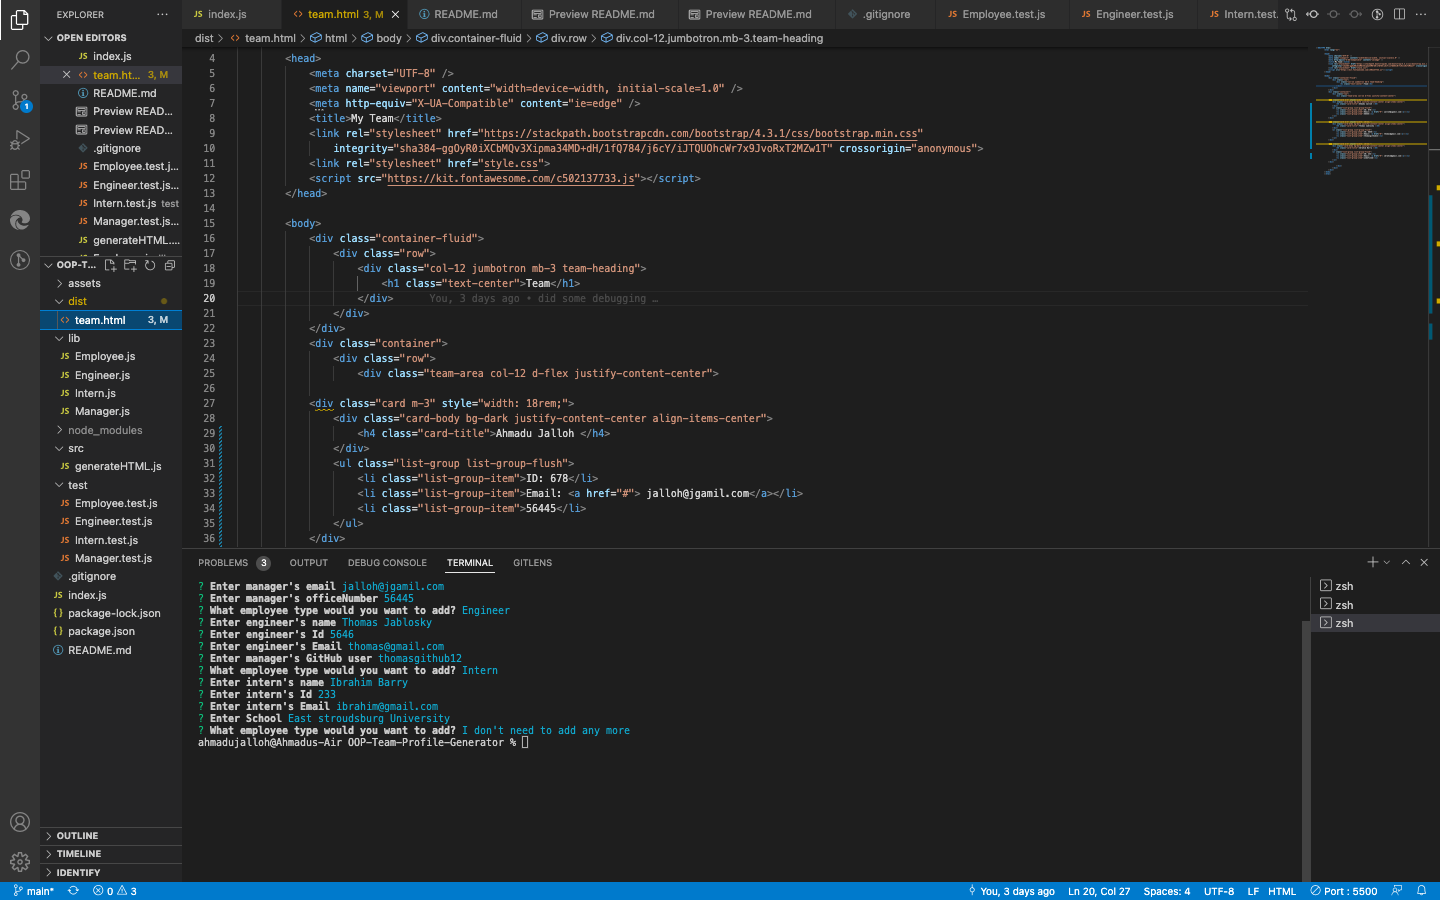 EXPLORER
OPEN EDITORS
JS index.js
team.ht... 3, M
README.md
Preview READ...
Preview READ...
.gitignore
JS Employee.test.j...
JS Engineer.test.js...
JS Intern.test.js test
JS Manager.test.js...
JS generateHTML....
OOP-T...
assets
dist
team.html 3, M
lib
JS Employee.js
JS Engineer.js
JS Intern.js
JS Manager.js
node_modules
src
JS generateHTML.js
test
JS Employee.test.js
JS Engineer.test.js
JS Intern.test.js
JS Manager.test.js
.gitignore
JS index.js
{} package-lock.json
{} package.json
README.md
OUTLINE
TIMELINE
IDENTIFY
JS index.js
team.html 3, M
README.md
Preview README.md
Preview README.md
.gitignore
JS Employee.test.js
JS Engineer.test.js
JS Intern.test.
dist > team.html > html > body > div.container-fluid > div.row > div.col-12.jumbotron.mb-3.team-heading
4 <head>
5 <meta charset="UTF-8" />
6 <meta name="viewport" content="width=device-width, initial-scale=1.0" />
7 <meta http-equiv="X-UA-Compatible" content="ie=edge" />
8 <title>My Team</title>
9 <link rel="stylesheet" href="https://stackpath.bootstrapcdn.com/bootstrap/4.3.1/css/bootstrap.min.css"
10 integrity="sha384-ggOyR0iXCbMQv3Xipma34MD+dH/1fQ784/j6cY/iJTQUOhcWr7x9JvoRxT2MZw1T" crossorigin="anonymous">
11 <link rel="stylesheet" href="style.css">
12 <script src="https://kit.fontawesome.com/c502137733.js"></script>
13 </head>
14
15 <body>
16 <div class="container-fluid">
17 <div class="row">
18 <div class="col-12 jumbotron mb-3 team-heading">
19 <h1 class="text-center">Team</h1>
20 </div> You, 3 days ago • did some debugging …
21 </div>
22 </div>
23 <div class="container">
24 <div class="row">
25 <div class="team-area col-12 d-flex justify-content-center">
26
27 <div class="card m-3" style="width: 18rem;">
28 <div class="card-body bg-dark justify-content-center align-items-center">
29 <h4 class="card-title">Ahmadu Jalloh </h4>
30 </div>
31 <ul class="list-group list-group-flush">
32 <li class="list-group-item">ID: 678</li>
33 <li class="list-group-item">Email: <a href="#"> jalloh@jgamil.com</a></li>
34 <li class="list-group-item">56445</li>
35 </ul>
36 </div>
PROBLEMS 3 OUTPUT DEBUG CONSOLE TERMINAL GITLENS
? Enter manager's email jalloh@jgamil.com
? Enter manager's officeNumber 56445
? What employee type would you want to add? Engineer
? Enter engineer's name Thomas Jablosky
? Enter engineer's Id 5646
? Enter engineer's Email thomas@gmail.com
? Enter manager's GitHub user thomasgithub12
? What employee type would you want to add? Intern
? Enter intern's name Ibrahim Barry
? Enter intern's Id 233
? Enter intern's Email ibrahim@gmail.com
? Enter School East stroudsburg University
? What employee type would you want to add? I don't need to add any more
ahmadujalloh@Ahmadus-Air OOP-Team-Profile-Generator %
zsh
zsh
zsh
1
main* 0 3
You, 3 days ago Ln 20, Col 27 Spaces: 4 UTF-8 LF HTML Port : 5500